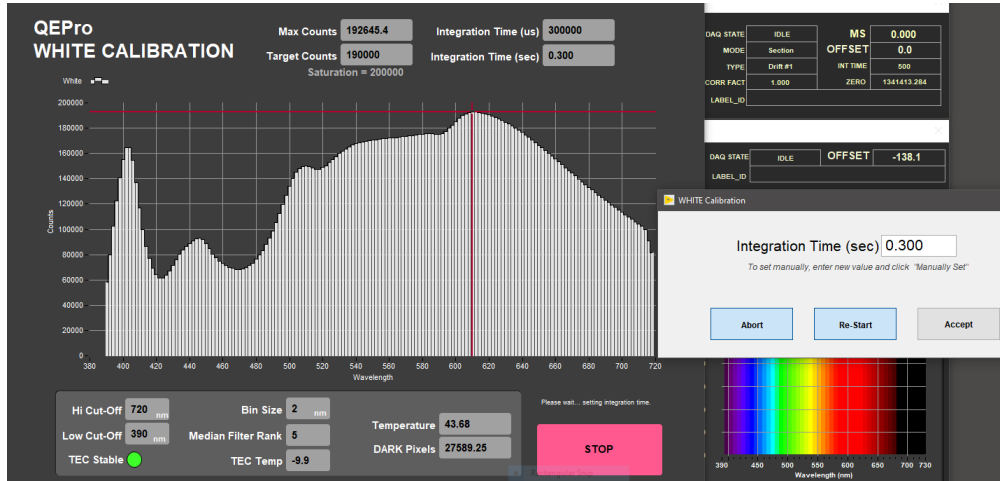 QEPro
WHITE CALIBRATION
Max Counts 192645.4
Target Counts 190000
Saturation = 200000
Integration Time (us) 300000
Integration Time (sec) 0.300
White
200000
180000
160000
140000
120000
100000
80000
60000
40000
20000
0
Counts
380 400 420 440 460 480 500 520 540 560 580 600 620 640 660 680 700 720
Wavelength
Hi Cut-Off 720 nm
Low Cut-Off 390 nm
TEC Stable
Bin Size 2 nm
Median Filter Rank 5
TEC Temp -9.9
Temperature 43.68
DARK Pixels 27589.25
Please wait... setting integration time.
STOP
DAQ STATE IDLE MS 0.000
MODE Section OFFSET 0.0
TYPE Drift #1 INT TIME 500
CORR FACT 1.000 ZERO 1341413.284
LABEL_ID
DAQ STATE IDLE OFFSET -138.1
LABEL_ID
WHITE Calibration
Integration Time (sec) 0.300
To set manually, enter new value and click "Manually Set"
Abort Re-Start Accept
390 450 500 550 600 650 700 730
Wavelength (nm)